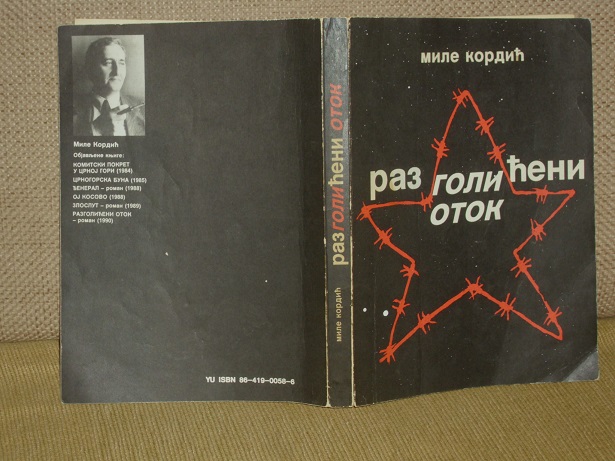 Миле Кордић
Објављене књиге:
КОМИТСКИ ПОКРЕТ
У ЦРНОЈ ГОРИ (1984)
ЦРНОГОРСКА БУНА (1985)
ЂЕНЕРАЛ – роман (1988)
ОЈ КОСОВО (1988)
ЗЛОСЛУТ – роман (1989)
РАЗГОЛИЋЕНИ ОТОК
– роман (1990)
YU ISBN 86-419-0058-6
миле кордић разголићени оток
миле кордић
разголићени
оток